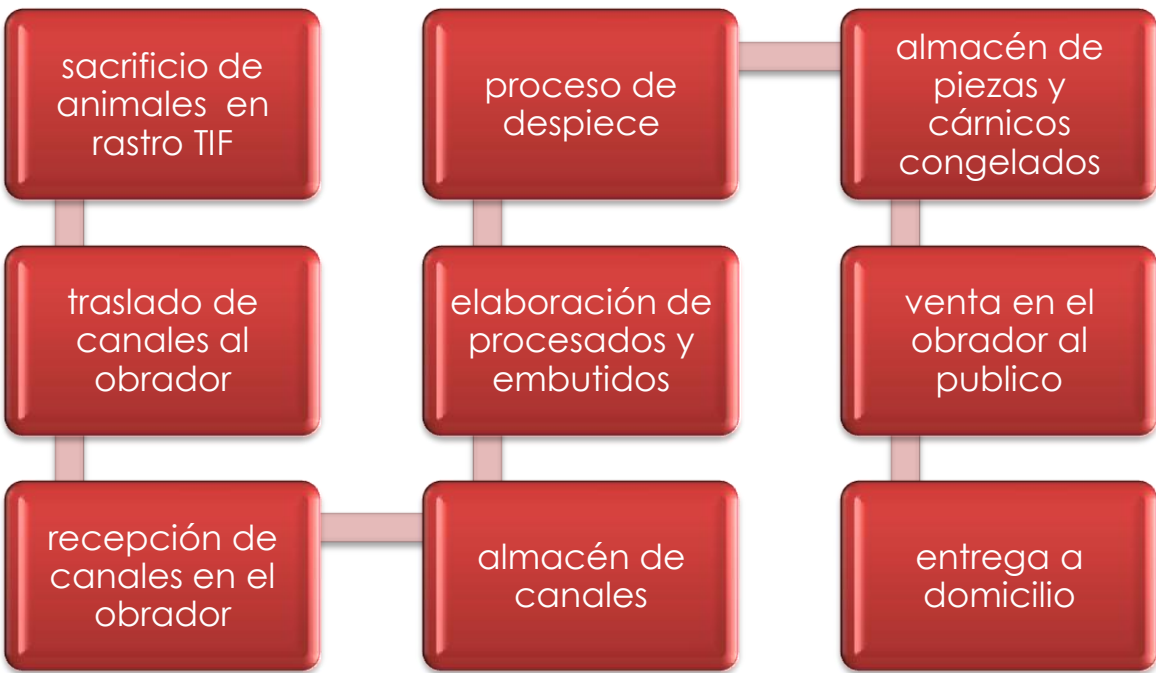 sacrificio de
animales en
rastro TIF
traslado de
canales al
obrador
recepción de
canales en el
obrador
almacén de
canales
elaboración de
procesados y
embutidos
proceso de
despiece
almacén de
piezas y
cárnicos
congelados
venta en el
obrador al
publico
entrega a
domicilio